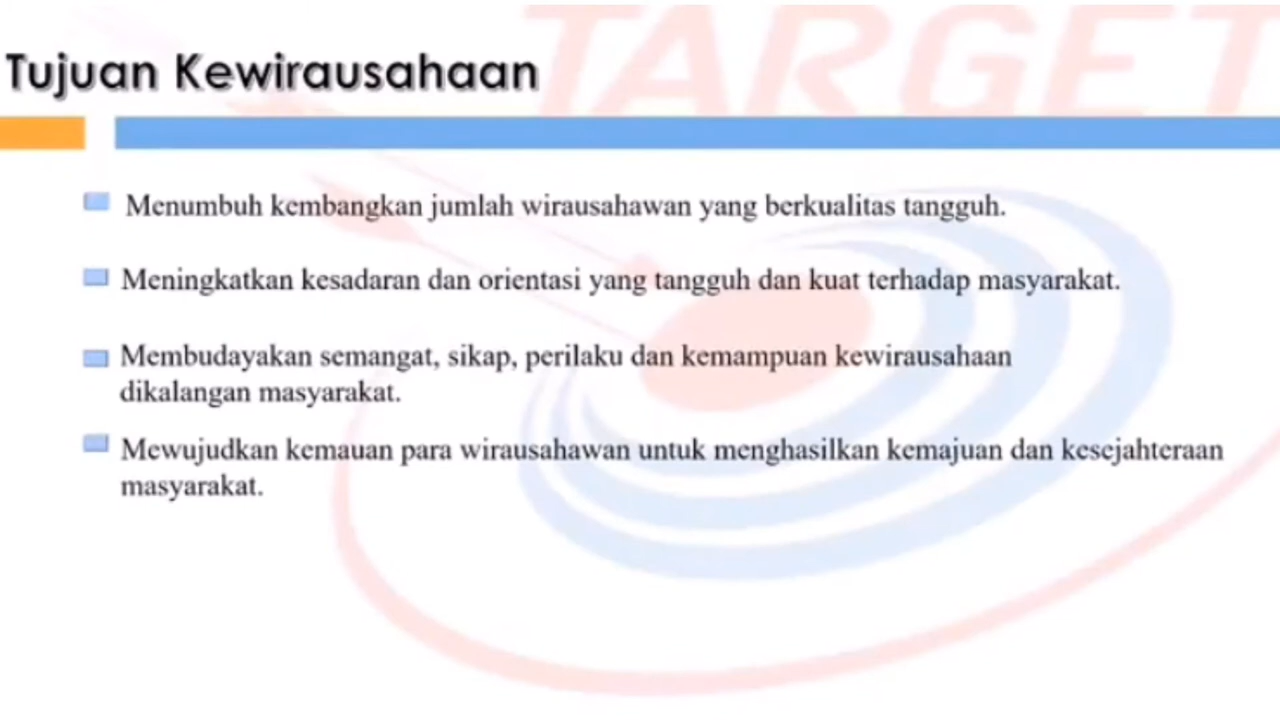 TARGET
Tujuan Kewirausahaan
Menumbuh kembangkan jumlah wirausahawan yang berkualitas tangguh.
Meningkatkan kesadaran dan orientasi yang tangguh dan kuat terhadap masyarakat.
Membudayakan semangat, sikap, perilaku dan kemampuan kewirausahaan
dikalangan masyarakat.
Mewujudkan kemauan para wirausahawan untuk menghasilkan kemajuan dan kesejahteraan
masyarakat.